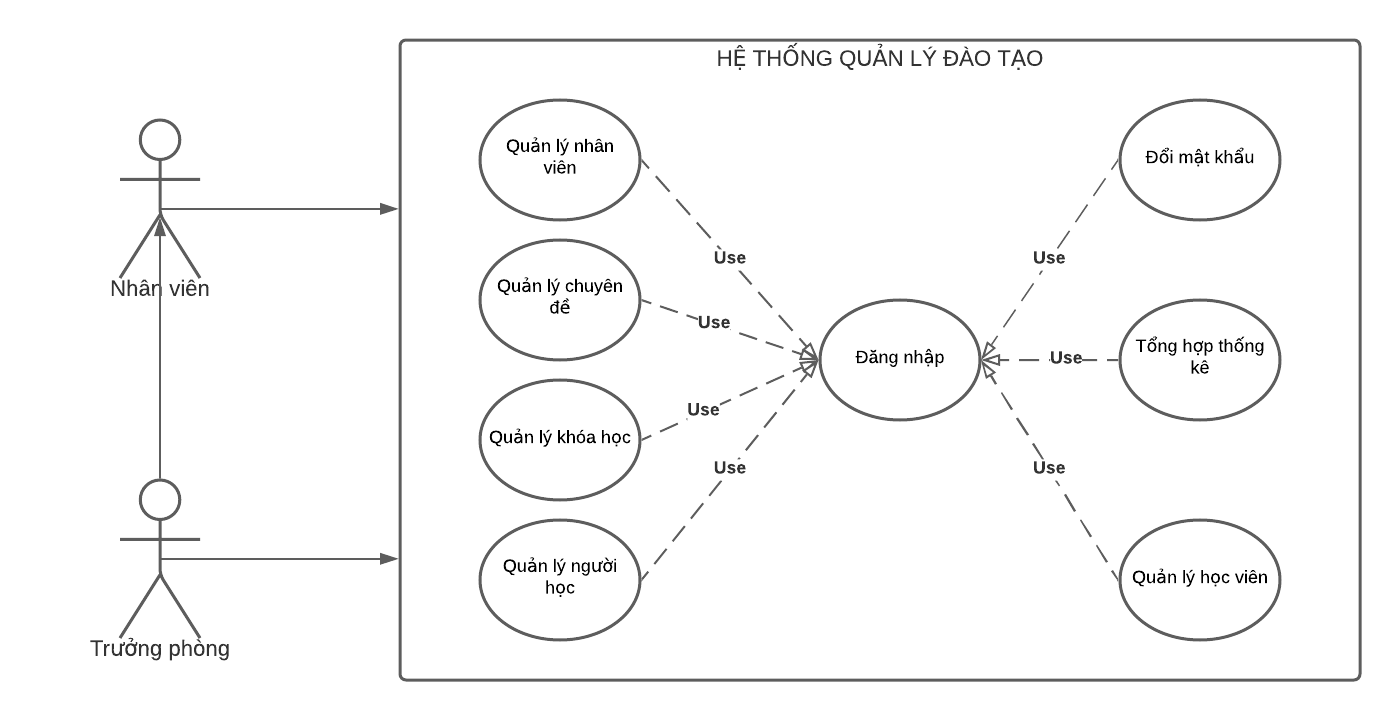 HỆ THỐNG QUẢN LÝ ĐÀO TẠO
Quản lý nhân
viên
Đổi mật khẩu
Use
Use
Nhân viên
Quản lý chuyên
đề
Use
Đăng nhập
Tổng hợp thống
kê
Use
Quản lý khóa học
Use
Use
Use
Quản lý người
học
Quản lý học viên
Trưởng phòng